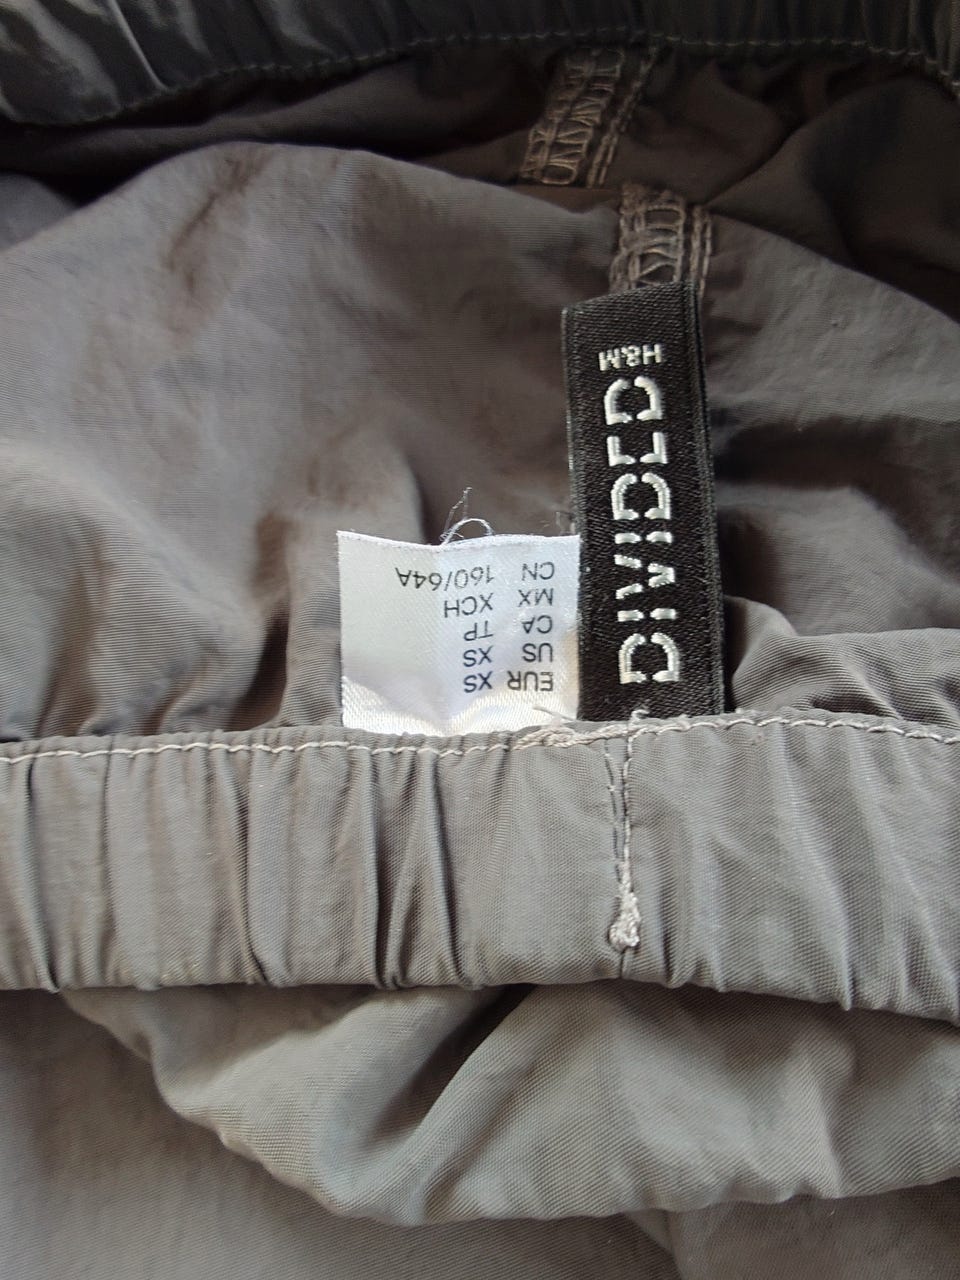 DIVIDED
H&M
EUR XS
US XS
CA TP
MX XCH
CN 160/64A